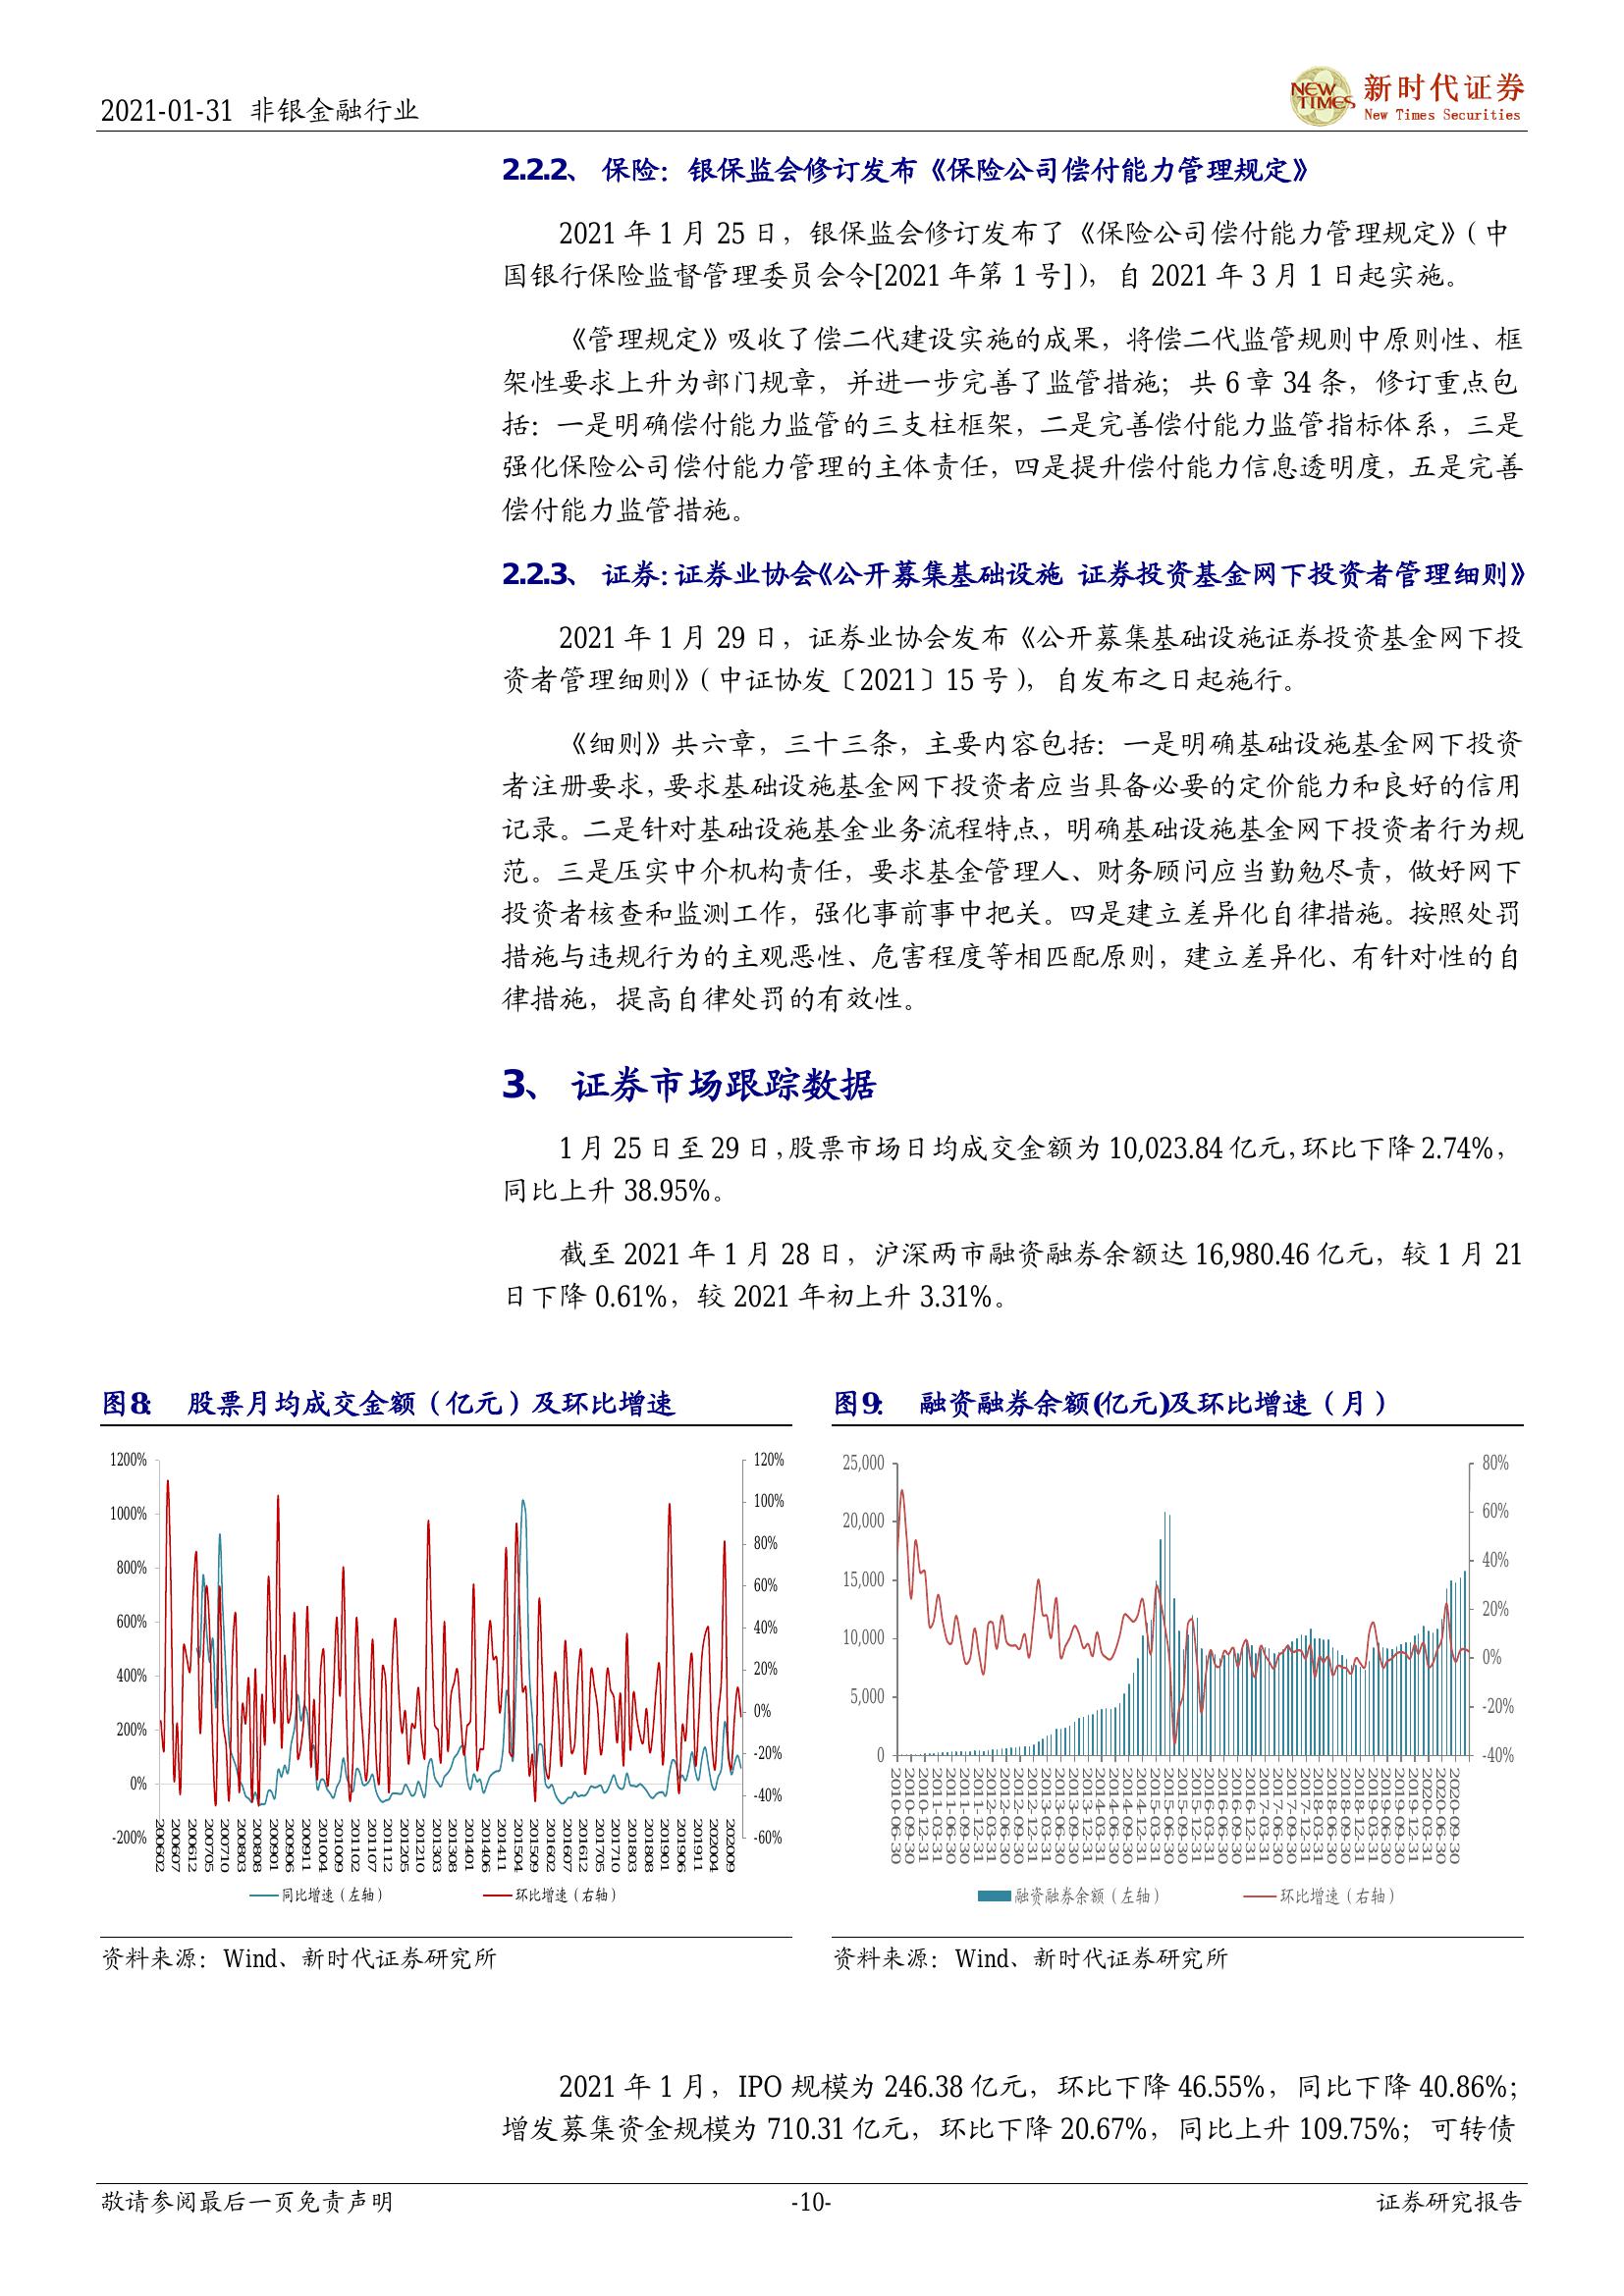 2021-01-31 非银金融行业
NEW TIMES
新时代证券
New Times Securities
2.2.2、 保险：银保监会修订发布《保险公司偿付能力管理规定》
2021 年 1 月 25 日，银保监会修订发布了《保险公司偿付能力管理规定》（中
国银行保险监督管理委员会令[2021 年第 1 号]），自 2021 年 3 月 1 日起实施。
《管理规定》吸收了偿二代建设实施的成果，将偿二代监管规则中原则性、框
架性要求上升为部门规章，并进一步完善了监管措施；共 6 章 34 条，修订重点包
括：一是明确偿付能力监管的三支柱框架，二是完善偿付能力监管指标体系，三是
强化保险公司偿付能力管理的主体责任，四是提升偿付能力信息透明度，五是完善
偿付能力监管措施。
2.2.3、 证券：证券业协会《公开募集基础设施 证券投资基金网下投资者管理细则》
2021 年 1 月 29 日，证券业协会发布《公开募集基础设施证券投资基金网下投
资者管理细则》（中证协发〔2021〕15 号），自发布之日起施行。
《细则》共六章，三十三条，主要内容包括：一是明确基础设施基金网下投资
者注册要求，要求基础设施基金网下投资者应当具备必要的定价能力和良好的信用
记录。二是针对基础设施基金业务流程特点，明确基础设施基金网下投资者行为规
范。三是压实中介机构责任，要求基金管理人、财务顾问应当勤勉尽责，做好网下
投资者核查和监测工作，强化事前事中把关。四是建立差异化自律措施。按照处罚
措施与违规行为的主观恶性、危害程度等相匹配原则，建立差异化、有针对性的自
律措施，提高自律处罚的有效性。
3、 证券市场跟踪数据
1 月 25 日至 29 日，股票市场日均成交金额为 10,023.84 亿元，环比下降 2.74%，
同比上升 38.95%。
截至 2021 年 1 月 28 日，沪深两市融资融券余额达 16,980.46 亿元，较 1 月 21
日下降 0.61%，较 2021 年初上升 3.31%。
图8： 股票月均成交金额（亿元）及环比增速
1200%
1000%
800%
600%
400%
200%
0%
-200%
120%
100%
80%
60%
40%
20%
0%
-20%
-40%
-60%
200602
200607
200612
200705
200710
200803
200808
200901
200906
200911
201004
201009
201102
201107
201112
201205
201210
201303
201308
201401
201406
201411
201504
201509
201602
201607
201612
201705
201710
201803
201808
201901
201906
201911
202004
202009
同比增速（左轴）
环比增速（右轴）
资料来源：Wind、新时代证券研究所
图9： 融资融券余额(亿元)及环比增速（月）
25,000
20,000
15,000
10,000
5,000
0
80%
60%
40%
20%
0%
-20%
-40%
2010-06-30
2010-09-30
2010-12-31
2011-03-31
2011-06-30
2011-09-30
2011-12-31
2012-03-31
2012-06-30
2012-09-30
2012-12-31
2013-03-31
2013-06-30
2013-09-30
2013-12-31
2014-03-31
2014-06-30
2014-09-30
2014-12-31
2015-03-31
2015-06-30
2015-09-30
2015-12-31
2016-03-31
2016-06-30
2016-09-30
2016-12-31
2017-03-31
2017-06-30
2017-09-30
2017-12-31
2018-03-31
2018-06-30
2018-09-30
2018-12-31
2019-03-31
2019-06-30
2019-09-30
2019-12-31
2020-03-31
2020-06-30
2020-09-30
融资融券余额（左轴）
环比增速（右轴）
资料来源：Wind、新时代证券研究所
2021 年 1 月，IPO 规模为 246.38 亿元，环比下降 46.55%，同比下降 40.86%；
增发募集资金规模为 710.31 亿元，环比下降 20.67%，同比上升 109.75%；可转债
敬请参阅最后一页免责声明
-10-
证券研究报告